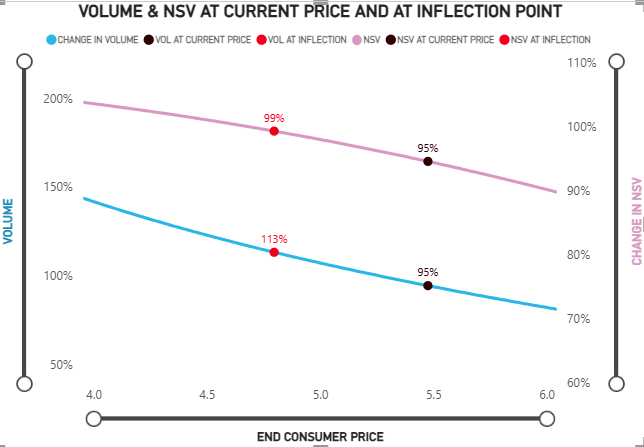 VOLUME & NSV AT CURRENT PRICE AND AT INFLECTION POINT
CHANGE IN VOLUME VOL AT CURRENT PRICE VOL AT INFLECTION NSV NSV AT CURRENT PRICE NSV AT INFLECTION
110%
200%
100%
99%
95%
150%
90%
VOLUME
CHANGE IN NSV
113%
80%
100%
95%
70%
50%
60%
4.0 4.5 5.0 5.5 6.0
END CONSUMER PRICE